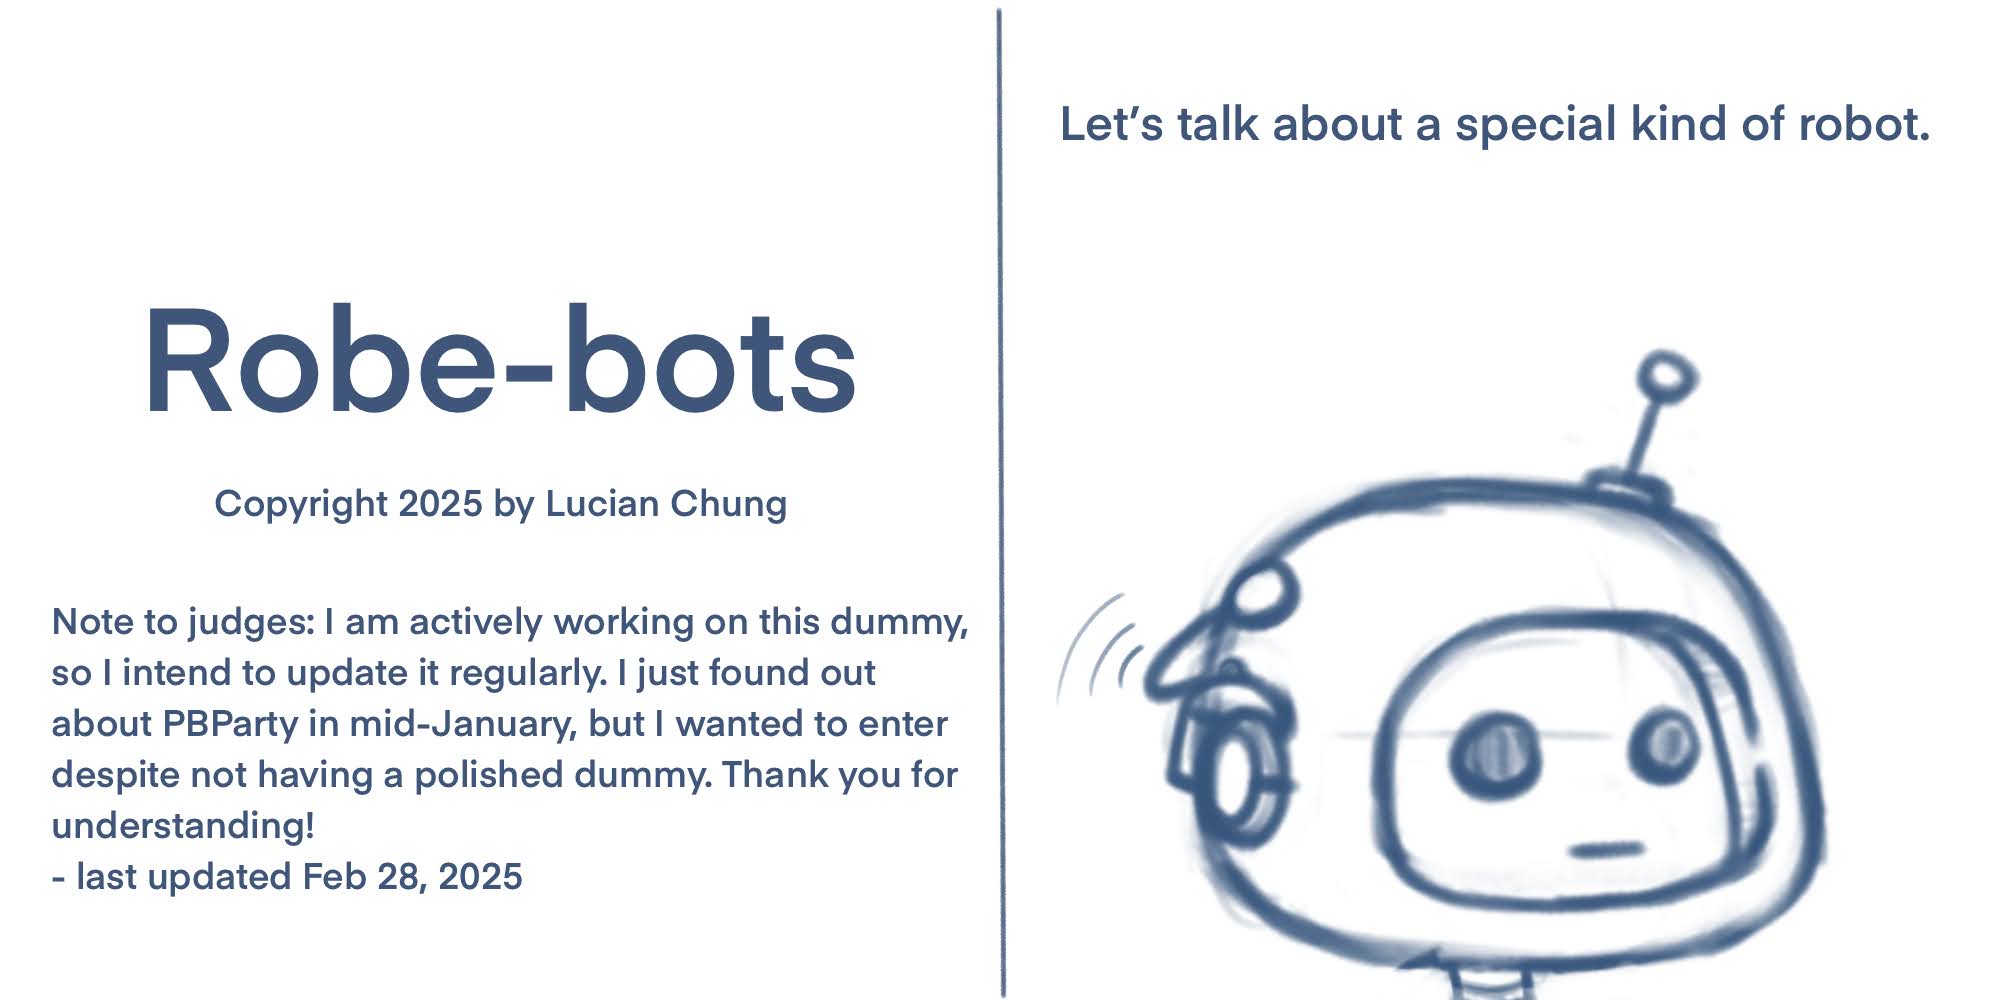 Robe-bots
Copyright 2025 by Lucian Chung
Note to judges: I am actively working on this dummy,
so I intend to update it regularly. I just found out
about PBParty in mid-January, but I wanted to enter
despite not having a polished dummy. Thank you for
understanding!
- last updated Feb 28, 2025
Let’s talk about a special kind of robot.